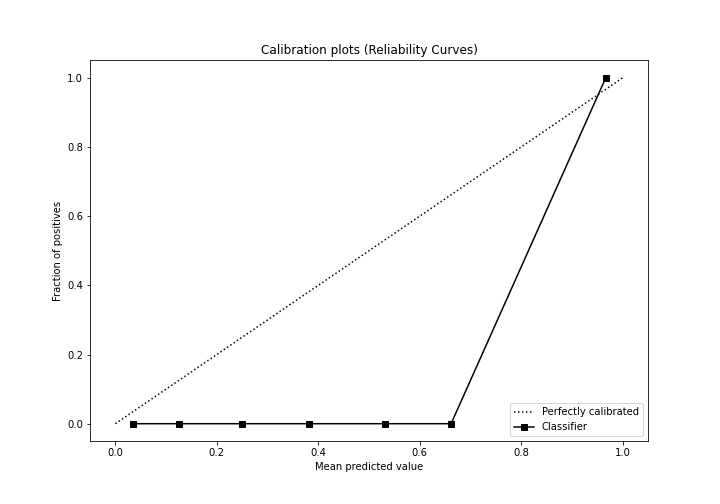 Calibration plots (Reliability Curves)
Fraction of positives
1.0
0.8
0.6
0.4
0.2
0.0
0.0 0.2 0.4 0.6 0.8 1.0
Mean predicted value
Perfectly calibrated
Classifier